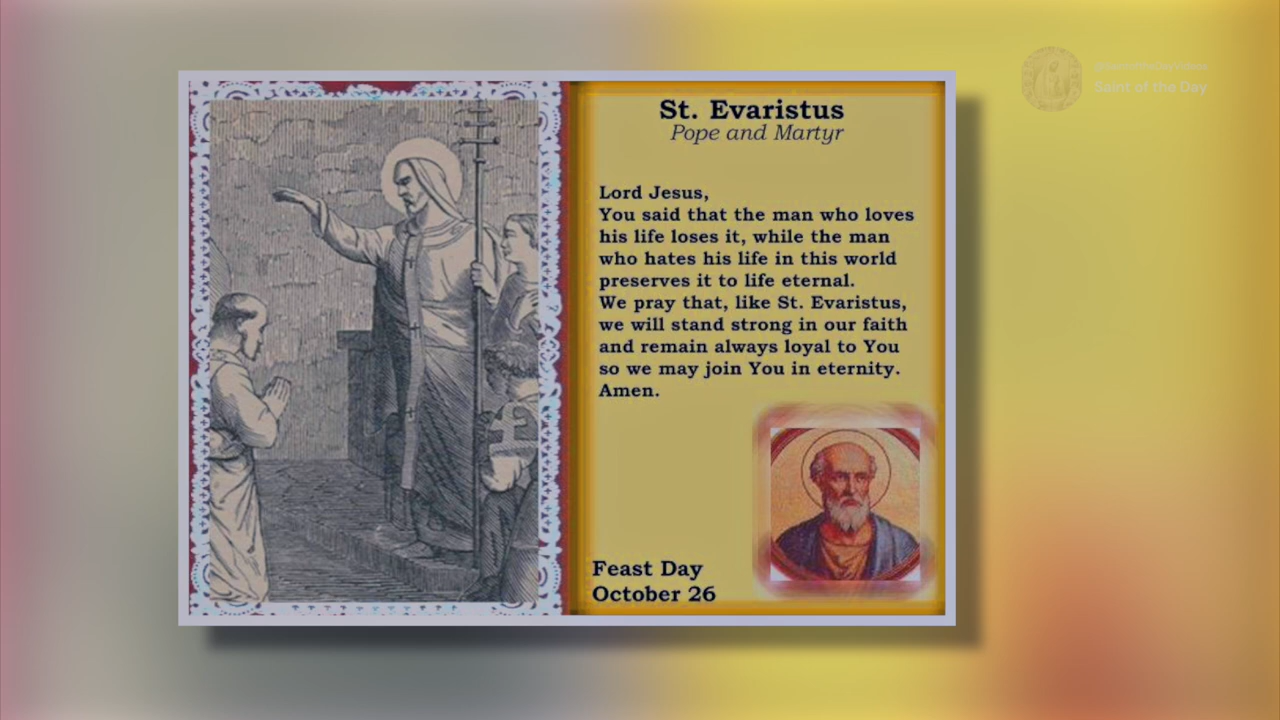 St. Evaristus
Pope and Martyr
Lord Jesus,
You said that the man who loves
his life loses it, while the man
who hates his life in this world
preserves it to life eternal.
We pray that, like St. Evaristus,
we will stand strong in our faith
and remain always loyal to You
so we may join You in eternity.
Amen.
Feast Day
October 26
Saint of the Day